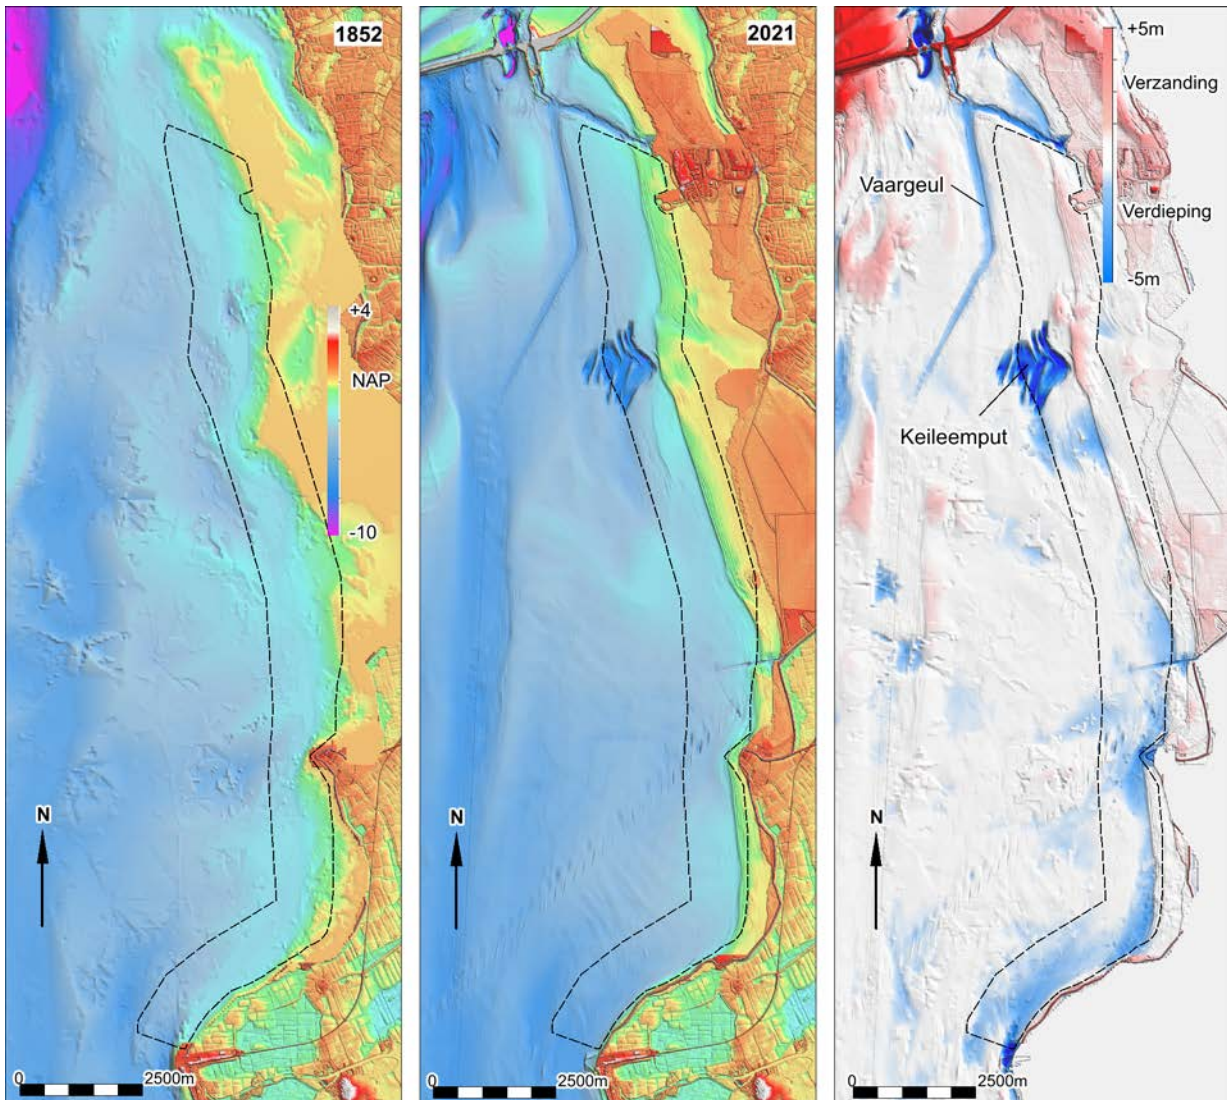 1852
+4
NAP
-10
N
0
2500m
2021
N
0
2500m
+5m
Verzanding
Vaargeul
Verdieping
-5m
Keileemput
N
0
2500m